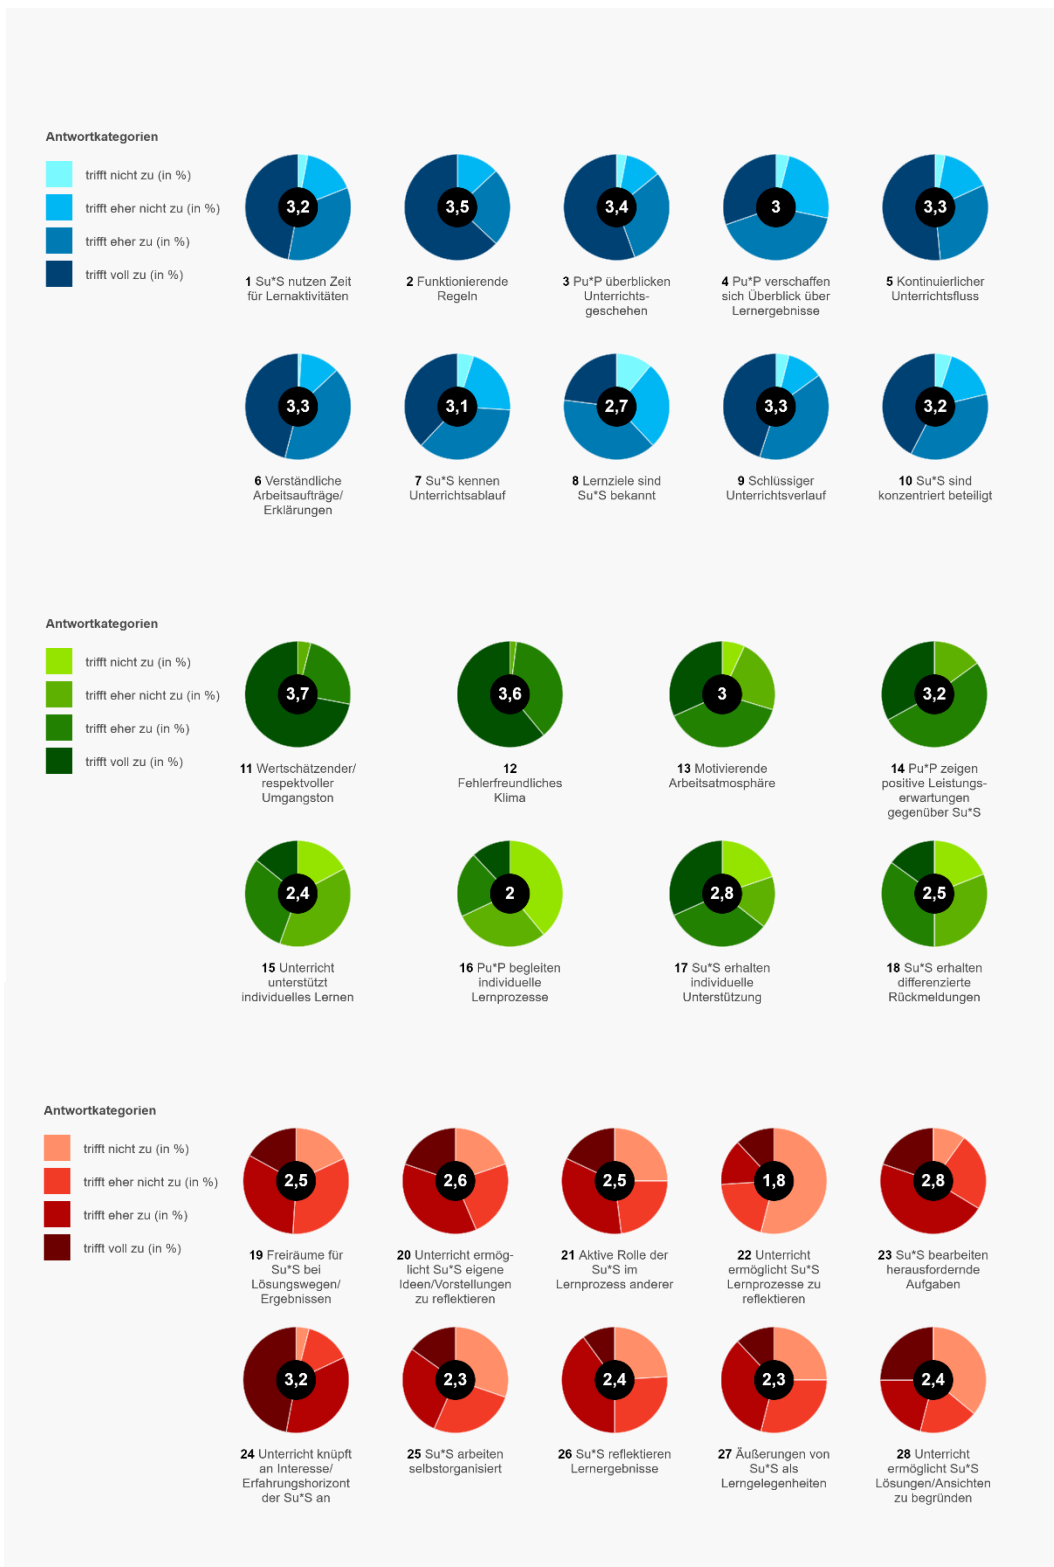 Antwortkategorien
trifft nicht zu (in %)
trifft eher nicht zu (in %)
trifft eher zu (in %)
trifft voll zu (in %)
3,2
3,5
3,4
3
3,3
1 Su*S nutzen Zeit
für Lernaktivitäten
2 Funktionierende
Regeln
3 Pu*P überblicken
Unterrichts-
geschehen
4 Pu*P verschaffen
sich Überblick über
Lernergebnisse
5 Kontinuierlicher
Unterrichtsfluss
3,3
3,1
2,7
3,3
3,2
6 Verständliche
Arbeitsaufträge/
Erklärungen
7 Su*S kennen
Unterrichtsablauf
8 Lernziele sind
Su*S bekannt
9 Schlüssiger
Unterrichtsverlauf
10 Su*S sind
konzentriert beteiligt
Antwortkategorien
trifft nicht zu (in %)
trifft eher nicht zu (in %)
trifft eher zu (in %)
trifft voll zu (in %)
3,7
3,6
3
3,2
11 Wertschätzender/
respektvoller
Umgangston
12
Fehlerfreundliches
Klima
13 Motivierende
Arbeitsatmosphäre
14 Pu*P zeigen
positive Leistungs-
erwartungen
gegenüber Su*S
2,4
2
2,8
2,5
15 Unterricht
unterstützt
individuelles Lernen
16 Pu*P begleiten
individuelle
Lernprozesse
17 Su*S erhalten
individuelle
Unterstützung
18 Su*S erhalten
differenzierte
Rückmeldungen
Antwortkategorien
trifft nicht zu (in %)
trifft eher nicht zu (in %)
trifft eher zu (in %)
trifft voll zu (in %)
2,5
2,6
2,5
1,8
2,8
19 Freiräume für
Su*S bei
Lösungswegen/
Ergebnissen
20 Unterricht ermög-
licht Su*S eigene
Ideen/Vorstellungen
zu reflektieren
21 Aktive Rolle der
Su*S im
Lernprozess anderer
22 Unterricht
ermöglicht Su*S
Lernprozesse zu
reflektieren
23 Su*S bearbeiten
herausfordernde
Aufgaben
3,2
2,3
2,4
2,3
2,4
24 Unterricht knüpft
an Interesse/
Erfahrungshorizont
der Su*S an
25 Su*S arbeiten
selbstorganisiert
26 Su*S reflektieren
Lernergebnisse
27 Äußerungen von
Su*S als
Lerngelegenheiten
28 Unterricht
ermöglicht Su*S
Lösungen/Ansichten
zu begründen